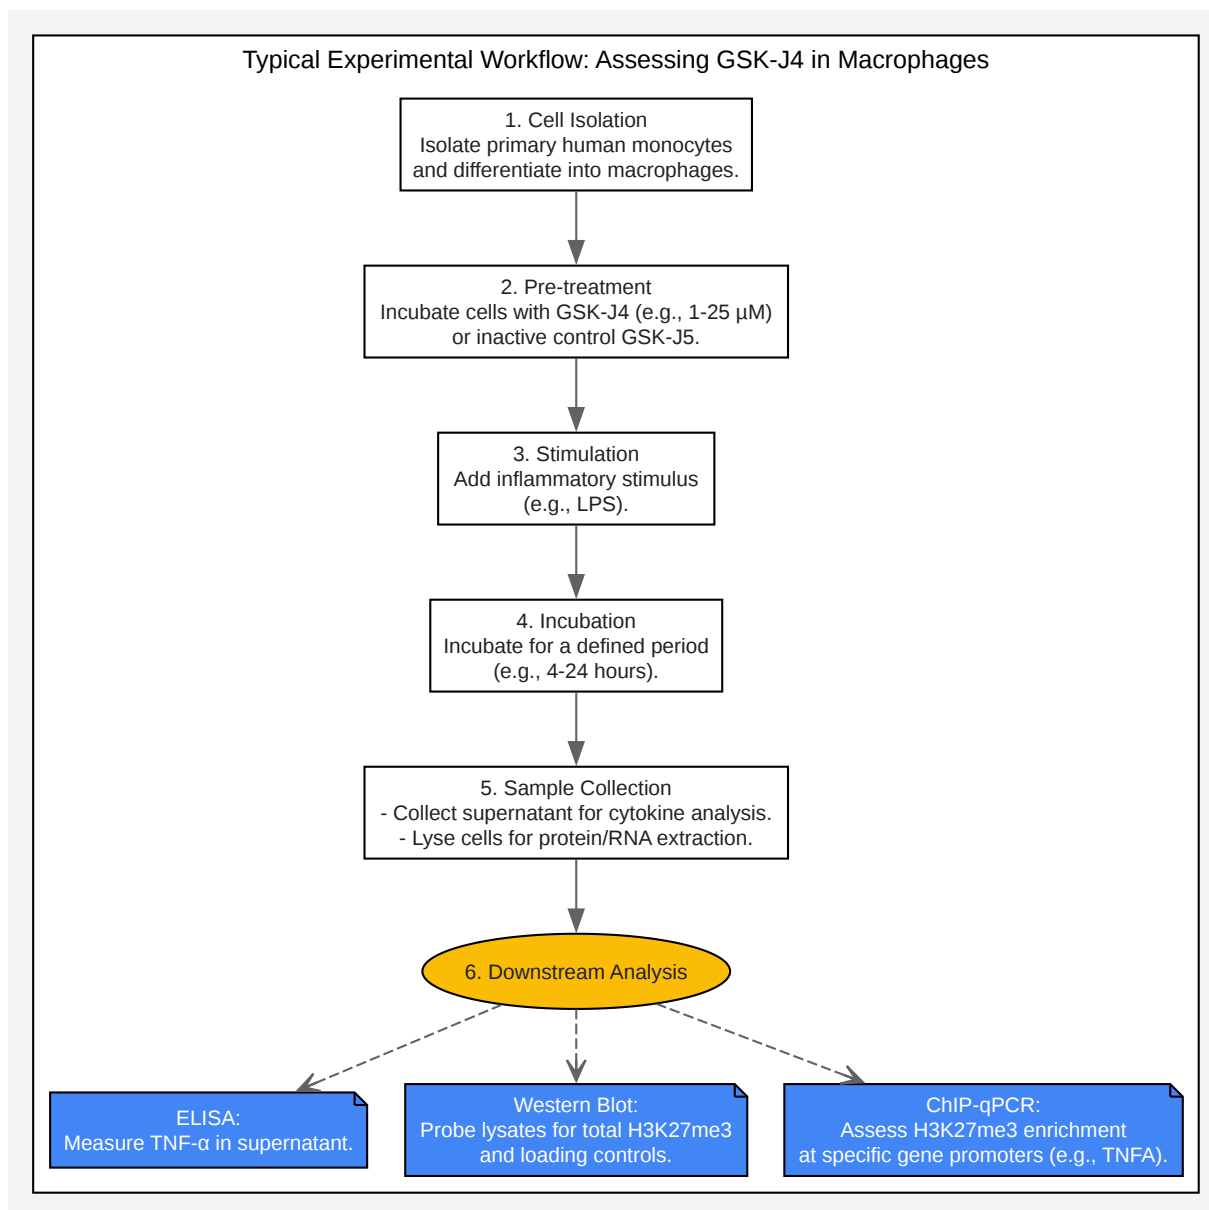 Typical Experimental Workflow: Assessing GSK-J4 in Macrophages
1. Cell Isolation
Isolate primary human monocytes
and differentiate into macrophages.
2. Pre-treatment
Incubate cells with GSK-J4 (e.g., 1-25 µM)
or inactive control GSK-J5.
3. Stimulation
Add inflammatory stimulus
(e.g., LPS).
4. Incubation
Incubate for a defined period
(e.g., 4-24 hours).
5. Sample Collection
- Collect supernatant for cytokine analysis.
- Lyse cells for protein/RNA extraction.
6. Downstream Analysis
ELISA:
Measure TNF-α in supernatant.
Western Blot:
Probe lysates for total H3K27me3
and loading controls.
ChIP-qPCR:
Assess H3K27me3 enrichment
at specific gene promoters (e.g., TNFA).